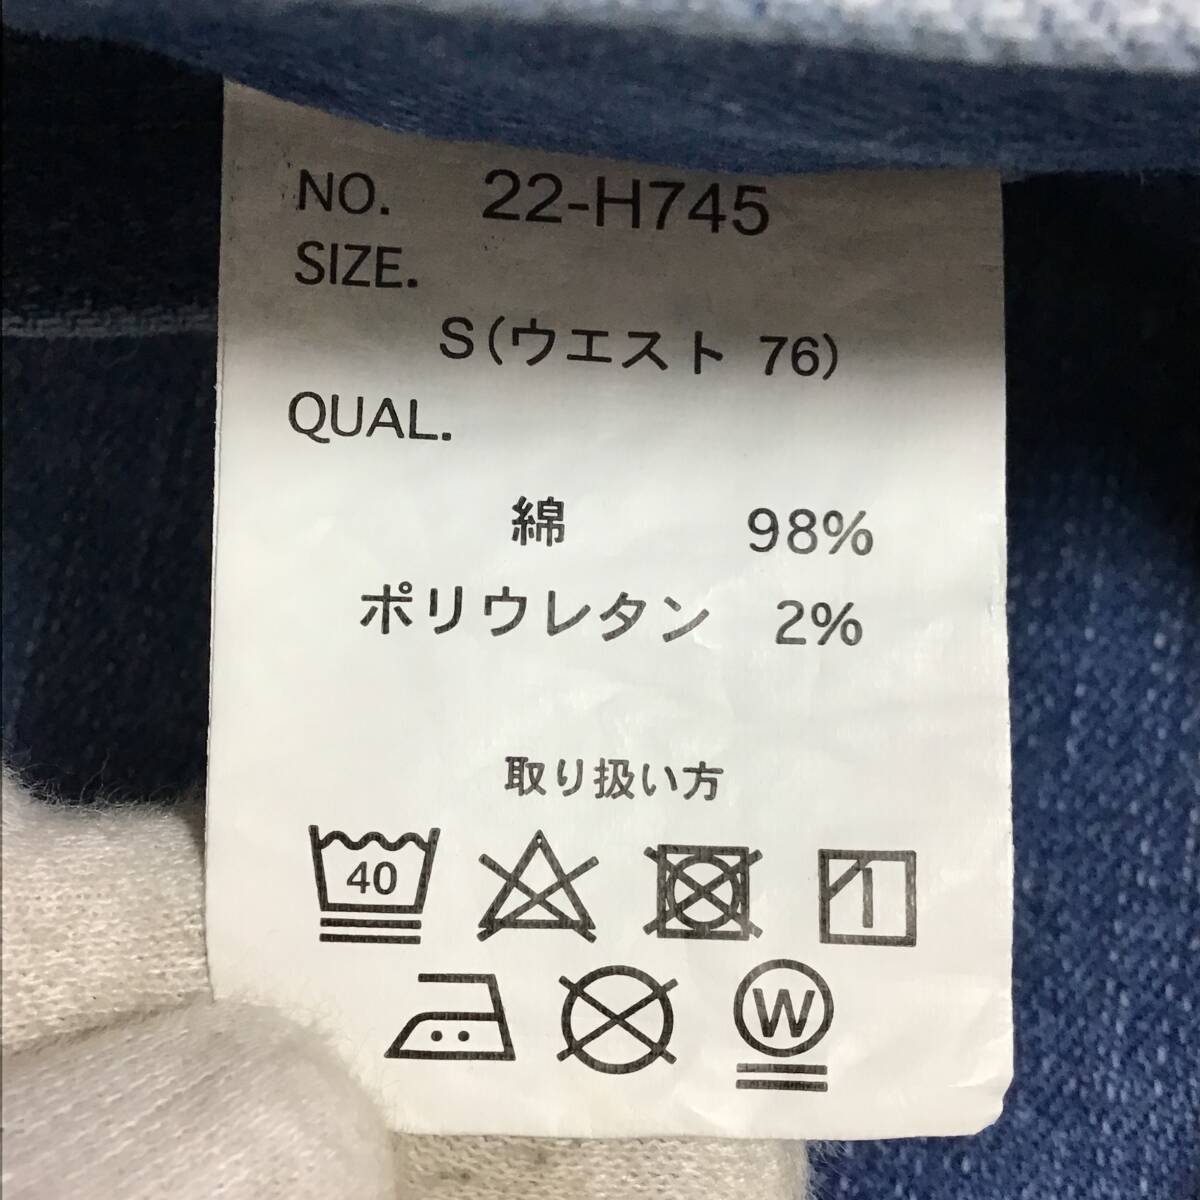 NO. 22-H745
SIZE.
S(ウエスト 76)
QUAL.
綿 98%
ポリウレタン 2%
取り扱い方
40
W